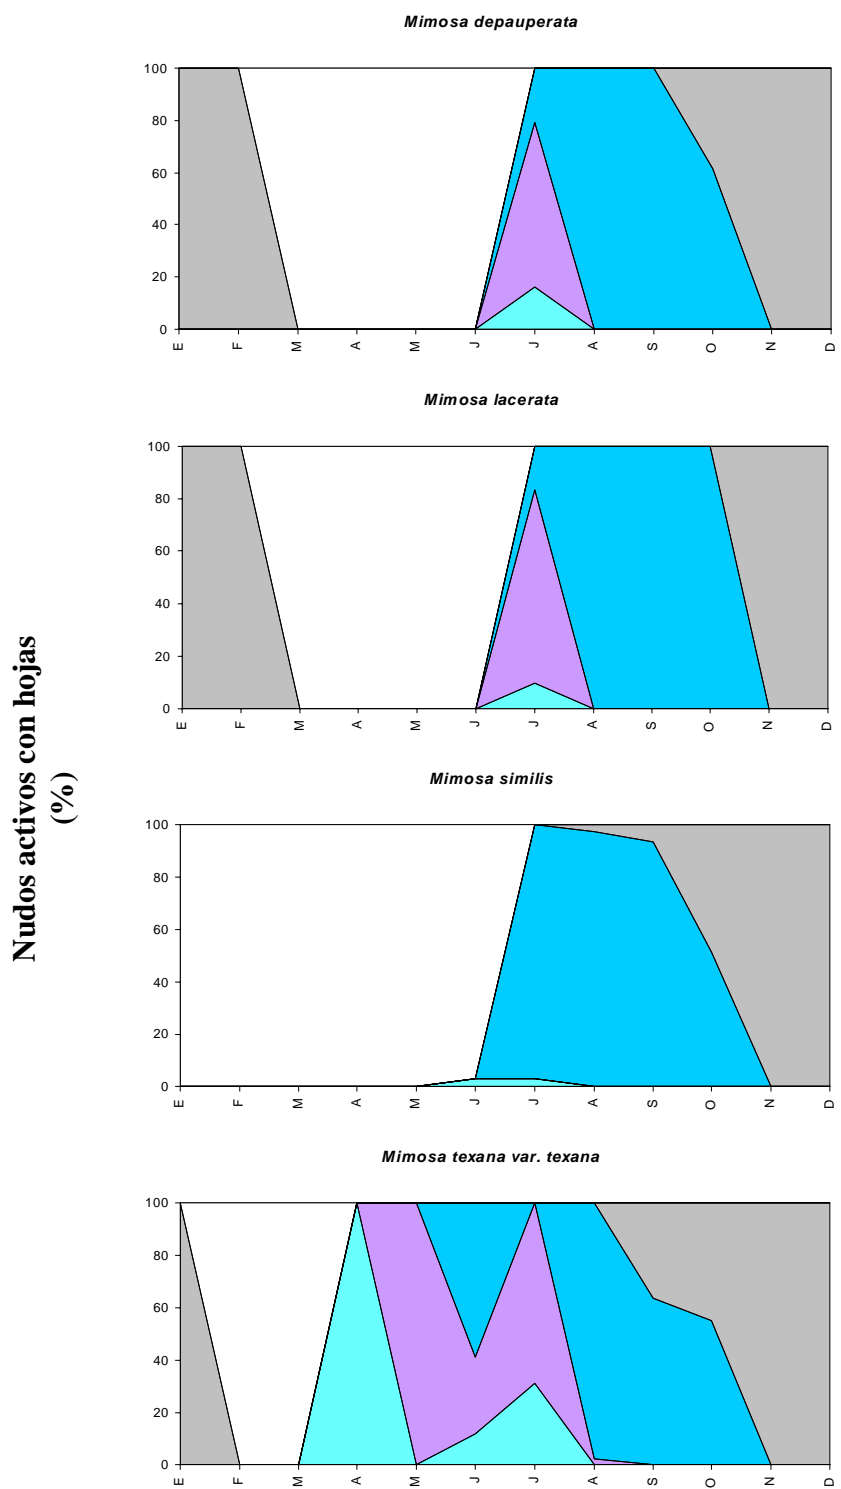 Mimosa depauperata
100
80
60
40
20
0
E F M A M J J A S O N D
Mimosa lacerata
100
80
60
40
20
0
E F M A M J J A S O N D
Nudos activos con hojas
(%)
Mimosa similis
100
80
60
40
20
0
E F M A M J J A S O N D
Mimosa texana var. texana
100
80
60
40
20
0
E F M A M J J A S O N D